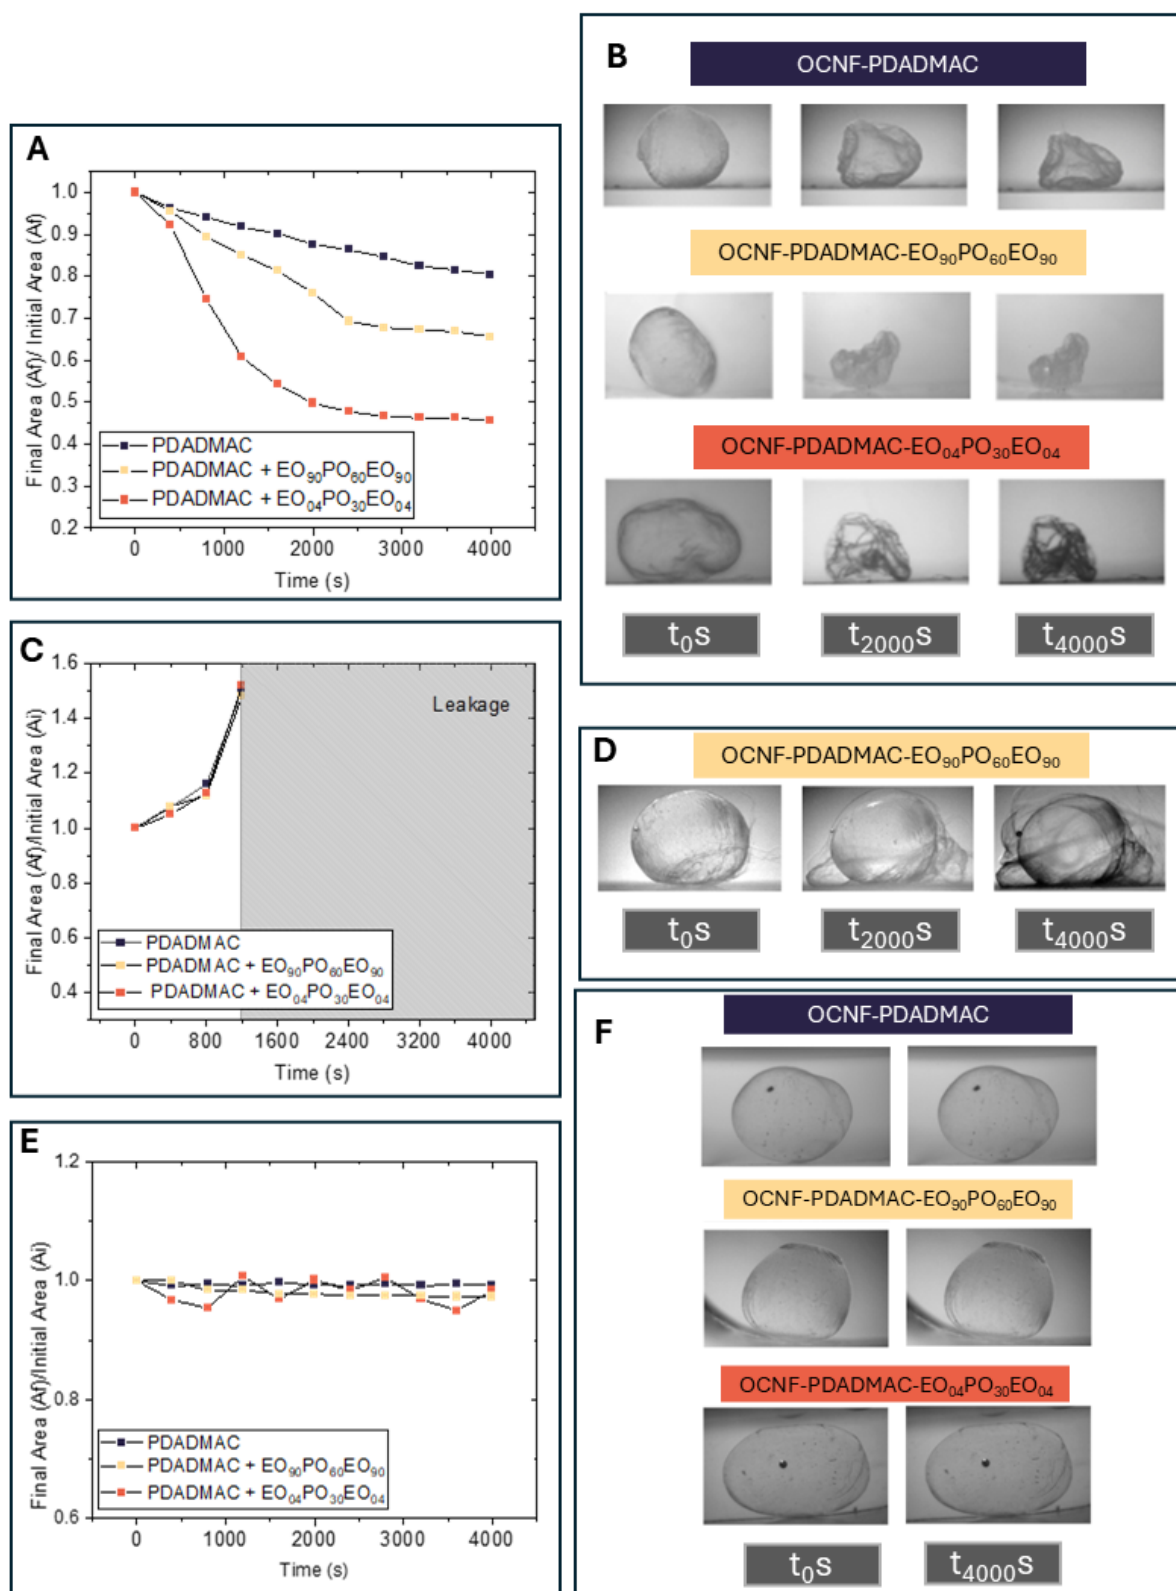 A
Final Area (Af)/ Initial Area (Af)
1.0
0.9
0.8
0.7
0.6
0.5
0.4
0.3
0.2
PDADMAC
PDADMAC + EO₉₀PO₆₀EO₉₀
PDADMAC + EO₀₄PO₃₀EO₀₄
0 1000 2000 3000 4000
Time (s)
B
OCNF-PDADMAC
OCNF-PDADMAC-EO₉₀PO₆₀EO₉₀
OCNF-PDADMAC-EO₀₄PO₃₀EO₀₄
t₀s t₂₀₀₀s t₄₀₀₀s
C
Final Area (Af)/Initial Area (Ai)
1.6
1.4
1.2
1.0
0.8
0.6
0.4
Leakage
PDADMAC
PDADMAC + EO₉₀PO₆₀EO₉₀
PDADMAC + EO₀₄PO₃₀EO₀₄
0 800 1600 2400 3200 4000
Time (s)
D
OCNF-PDADMAC-EO₉₀PO₆₀EO₉₀
t₀s t₂₀₀₀s t₄₀₀₀s
E
Final Area (Af)/Initial Area (Ai)
1.2
1.0
0.8
0.6
PDADMAC
PDADMAC + EO₉₀PO₆₀EO₉₀
PDADMAC + EO₀₄PO₃₀EO₀₄
0 1000 2000 3000 4000
Time (s)
F
OCNF-PDADMAC
OCNF-PDADMAC-EO₉₀PO₆₀EO₉₀
OCNF-PDADMAC-EO₀₄PO₃₀EO₀₄
t₀s t₄₀₀₀s